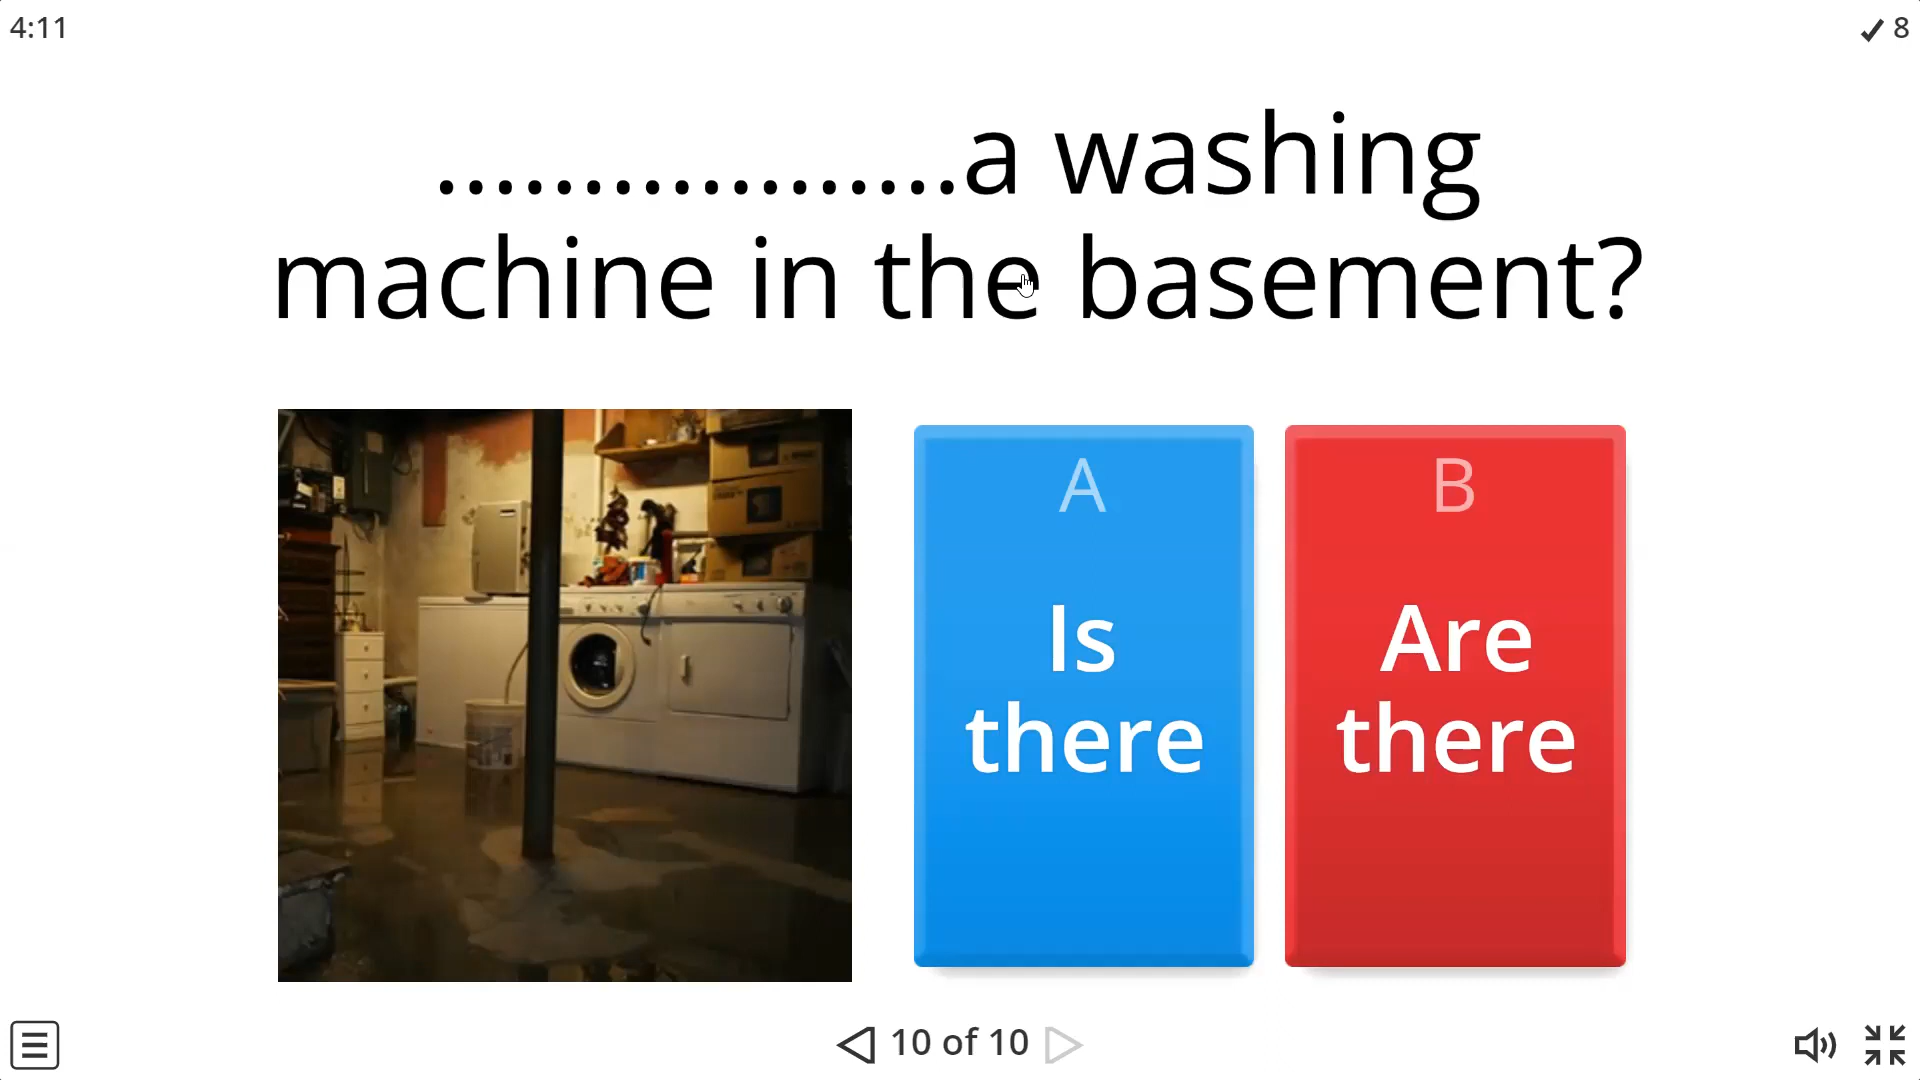 4:11
8
..................a washing
machine in the basement?
A
Is
there
B
Are
there
10 of 10